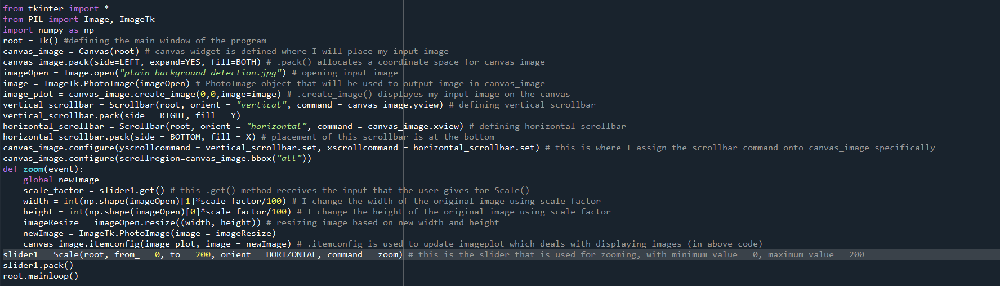 from tkinter import *
from PIL import Image, ImageTk
import numpy as np
root = Tk() #defining the main window of the program
canvas_image = Canvas(root) # canvas widget is defined where I will place my input image
canvas_image.pack(side=LEFT, expand=YES, fill=BOTH) # .pack() allocates a coordinate space for canvas_image
imageOpen = Image.open("plain_background_detection.jpg") # opening input image
image = ImageTk.PhotoImage(imageOpen) # PhotoImage object that will be used to output image in canvas_image
image_plot = canvas_image.create_image(0,0,image=image) # .create_image() displayes my input image on the canvas
vertical_scrollbar = Scrollbar(root, orient = "vertical", command = canvas_image.yview) # defining vertical scrollbar
vertical_scrollbar.pack(side = RIGHT, fill = Y)
horizontal_scrollbar = Scrollbar(root, orient = "horizontal", command = canvas_image.xview) # defining horizontal scrollbar
horizontal_scrollbar.pack(side = BOTTOM, fill = X) # placement of this scrollbar is at the bottom
canvas_image.configure(yscrollcommand = vertical_scrollbar.set, xscrollcommand = horizontal_scrollbar.set) # this is where I assign the scrollbar command onto canvas_image specifically
canvas_image.configure(scrollregion=canvas_image.bbox("all"))
def zoom(event):
    global newImage
    scale_factor = slider1.get() # this .get() method receives the input that the user gives for Scale()
    width = int(np.shape(imageOpen)[1]*scale_factor/100) # I change the width of the original image using scale factor
    height = int(np.shape(imageOpen)[0]*scale_factor/100) # I change the height of the original image using scale factor
    imageResize = imageOpen.resize((width, height)) # resizing image based on new width and height
    newImage = ImageTk.PhotoImage(image = imageResize)
    canvas_image.itemconfig(image_plot, image = newImage) # .itemconfig is used to update imageplot which deals with displaying images (in above code)
slider1 = Scale(root, from_ = 0, to = 200, orient = HORIZONTAL, command = zoom) # this is the slider that is used for zooming, with minimum value = 0, maximum value = 200
slider1.pack()
root.mainloop()